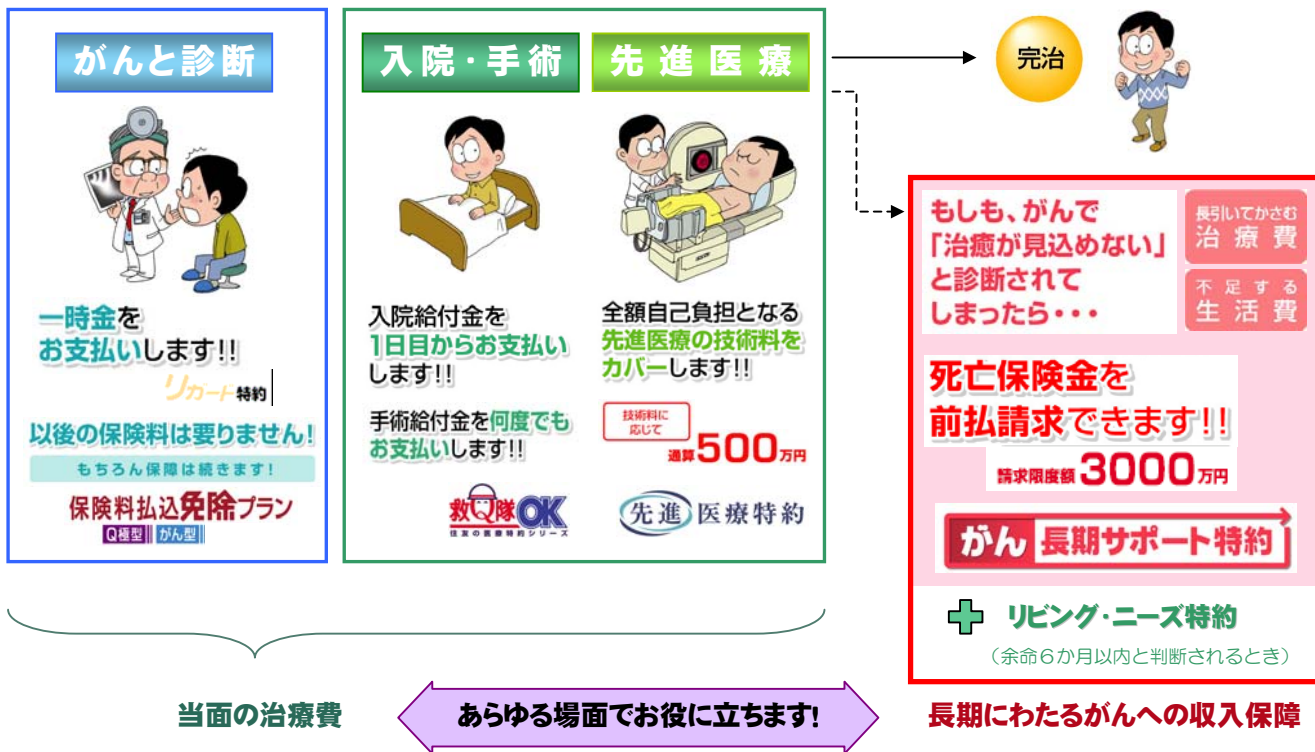 がんと診断
一時金を
お支払いします!!
リガード特約
以後の保険料は要りません!
もちろん保障は続きます!
保険料払込免除プラン
Q極型 がん型
入院・手術
入院給付金を
1日目からお支払い
します!!
手術給付金を何度でも
お支払いします!!
救Q隊OK
住友の医療特約シリーズ
先進医療
全額自己負担となる
先進医療の技術料を
カバーします!!
技術料に
応じて
通算500万円
先進医療特約
完治
もしも、がんで
「治癒が見込めない」
と診断されて
しまったら・・・
長引いてかさむ
治療費
不足する
生活費
死亡保険金を
前払請求できます!!
請求限度額3000万円
がん長期サポート特約
リビング・ニーズ特約
（余命6か月以内と判断されるとき）
当面の治療費
あらゆる場面でお役に立ちます!
長期にわたるがんへの収入保障